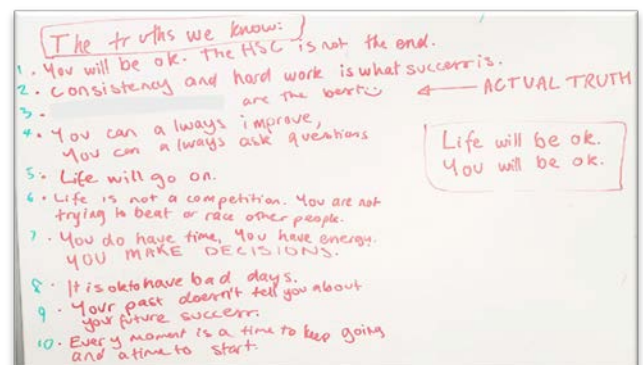 The truths we know:
1. You will be ok. The HSC is not the end.
2. Consistency and hard work is what success is.
3. are the best ← ACTUAL TRUTH
4. You can always improve,
You can always ask questions
5. Life will go on.
6. Life is not a competition. You are not
trying to beat or race other people.
7. You do have time, You have energy.
YOU MAKE DECISIONS.
8. It is ok to have bad days.
9. Your past doesn't tell you about
your future success.
10. Every moment is a time to keep going
and a time to start.
Life will be ok.
You will be ok.